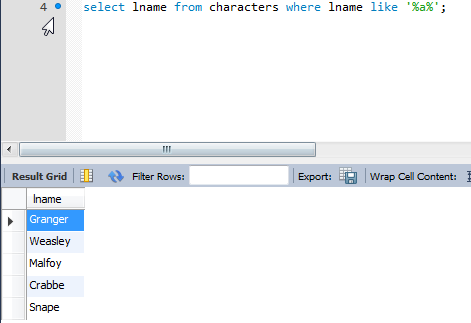 4 select lname from characters where lname like '%a%';
Result Grid Filter Rows: Export: Wrap Cell Content:
lname
Granger
Weasley
Malfoy
Crabbe
Snape